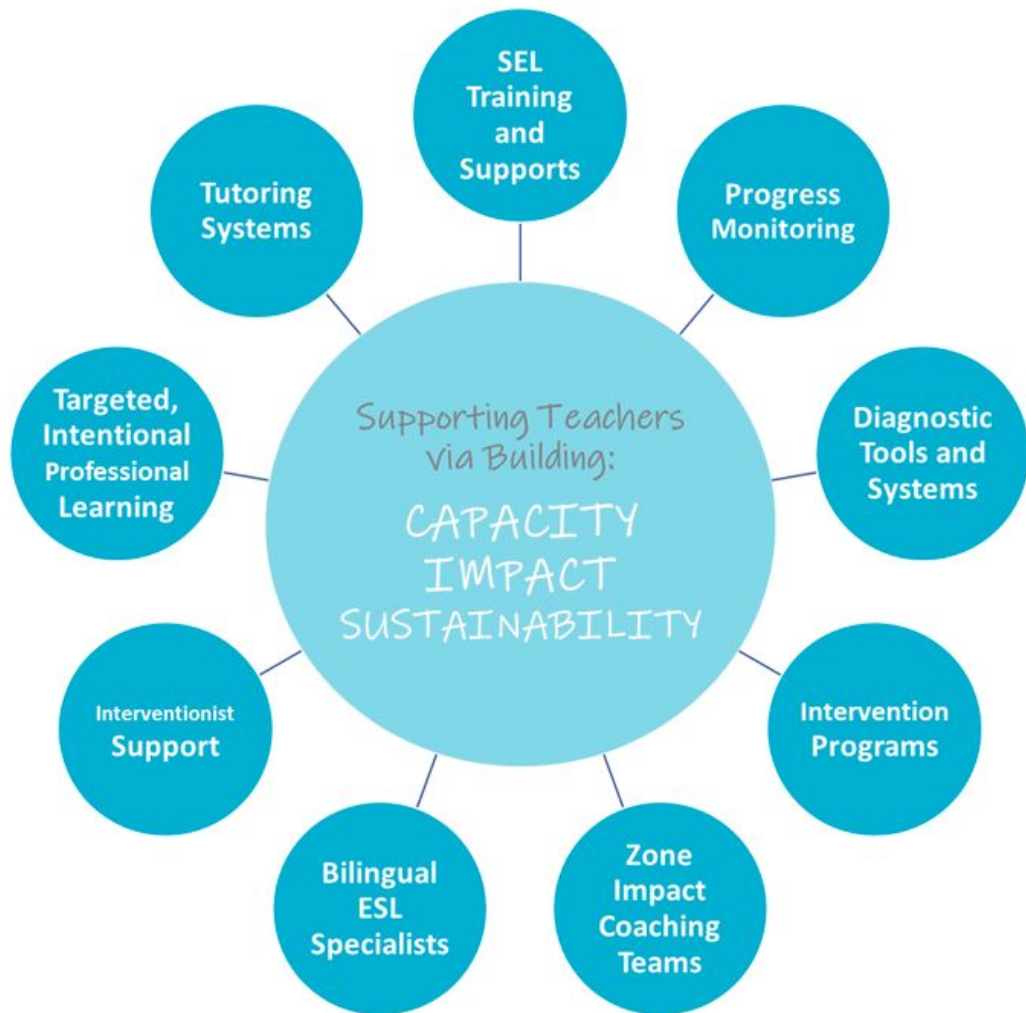 SEL
Training
and
Supports
Progress
Monitoring
Diagnostic
Tools and
Systems
Intervention
Programs
Zone
Impact
Coaching
Teams
Bilingual
ESL
Specialists
Interventionist
Support
Targeted,
Intentional
Professional
Learning
Tutoring
Systems
Supporting Teachers
via Building:
CAPACITY
IMPACT
SUSTAINABILITY